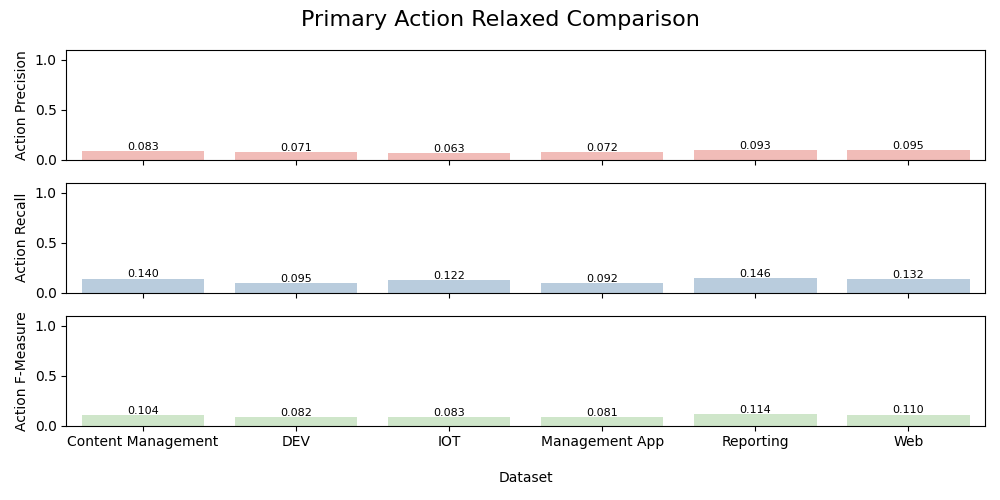 Primary Action Relaxed Comparison
Action Precision
1.0
0.5
0.0
0.083 0.071 0.063 0.072 0.093 0.095
Action Recall
1.0
0.5
0.0
0.140 0.095 0.122 0.092 0.146 0.132
Action F-Measure
1.0
0.5
0.0
0.104 0.082 0.083 0.081 0.114 0.110
Content Management DEV IOT Management App Reporting Web
Dataset